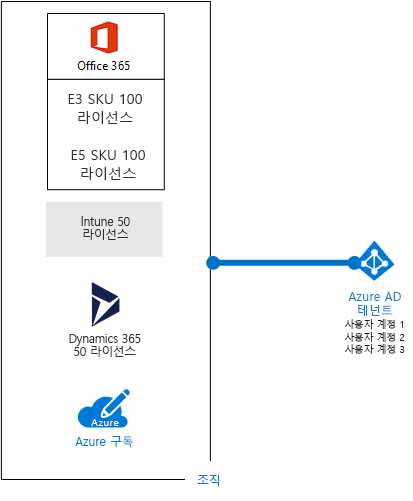 Office 365
E3 SKU 100
라이선스
E5 SKU 100
라이선스
Intune 50
라이선스
Dynamics 365
50 라이선스
Azure
Azure 구독
조직
Azure AD
테넌트
사용자 계정 1
사용자 계정 2
사용자 계정 3